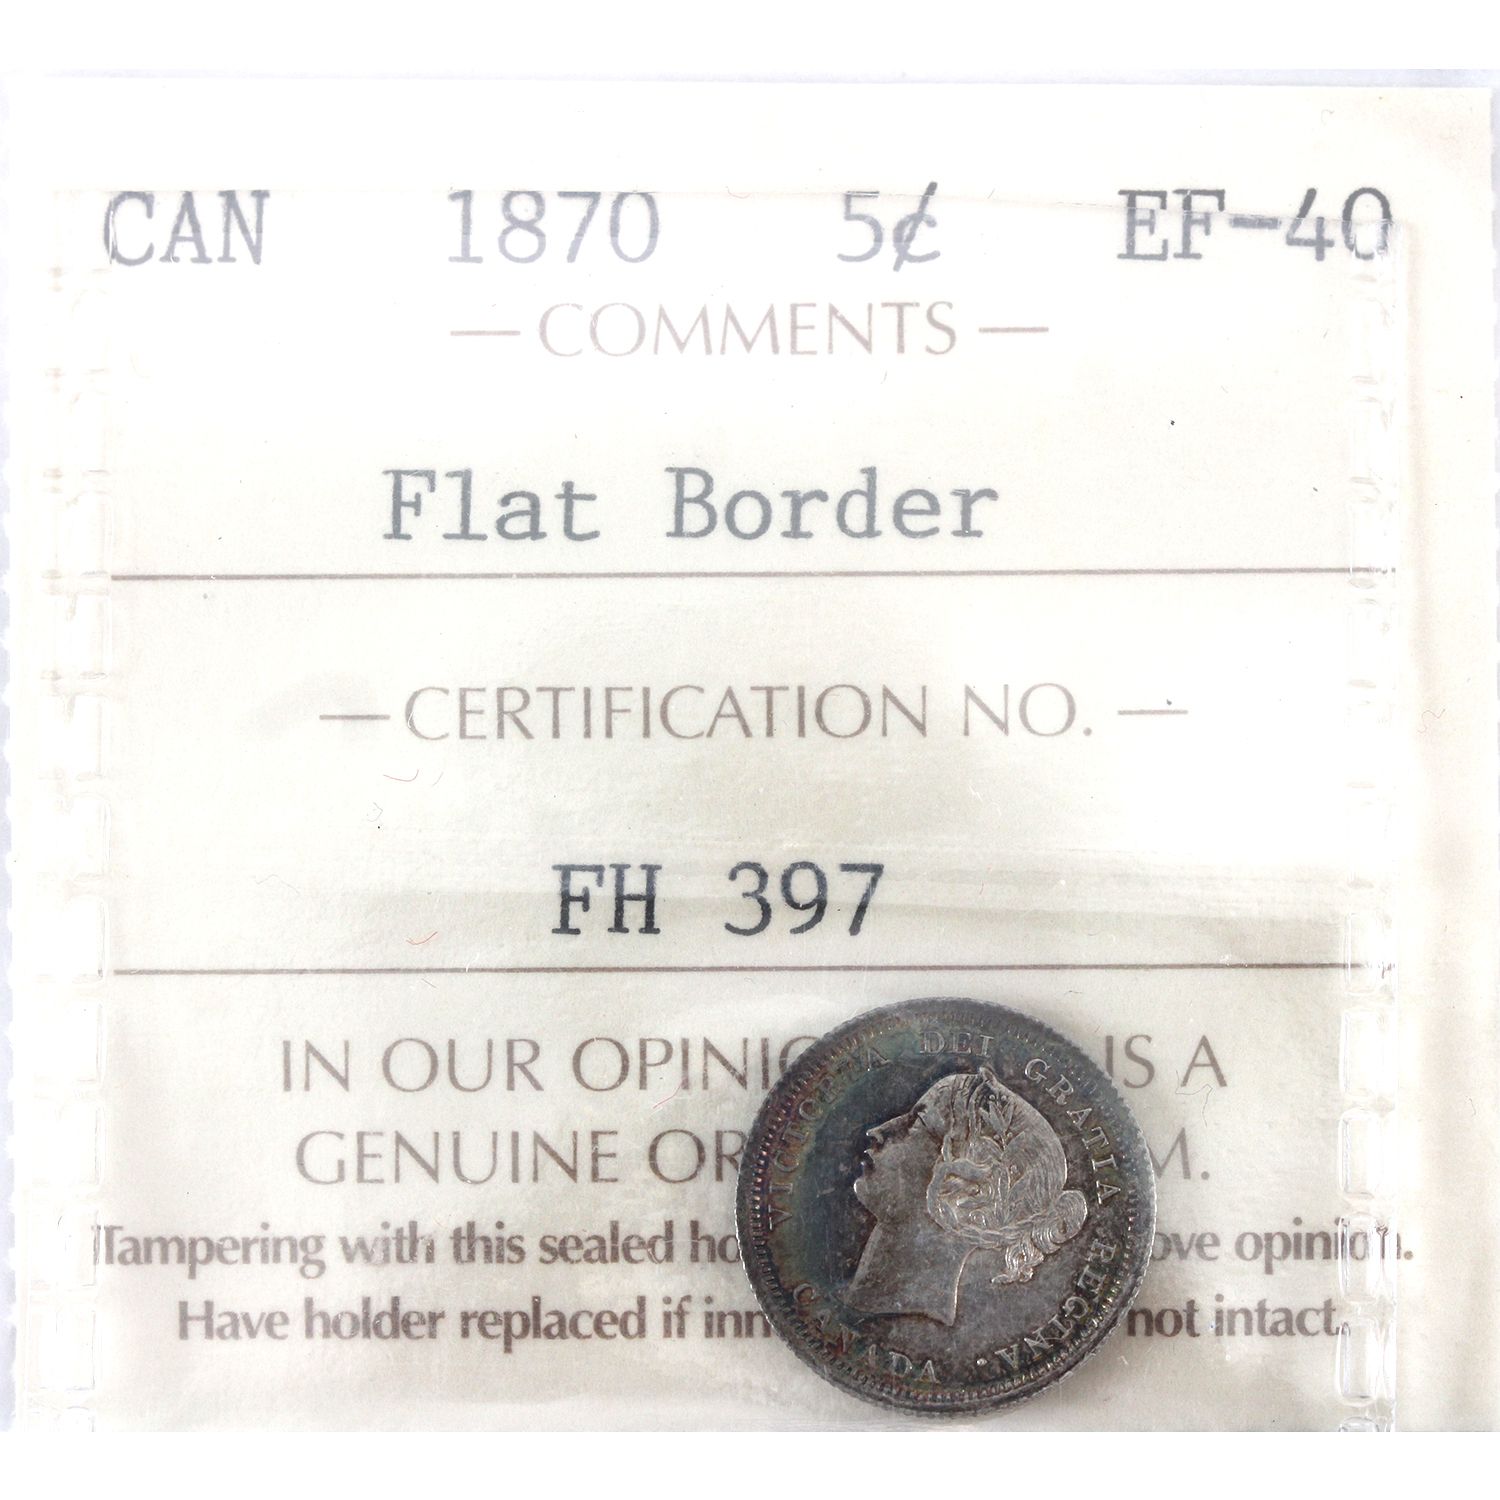 CAN 1870 5¢ EF-40
— COMMENTS —
Flat Border
— CERTIFICATION NO. —
FH 397
IN OUR OPINIO IS A
GENUINE OR M.
Tampering with this sealed ho ove opinion.
Have holder replaced if inn not intact.
VICTORIA DEI GRATIA REGINA. CANADA